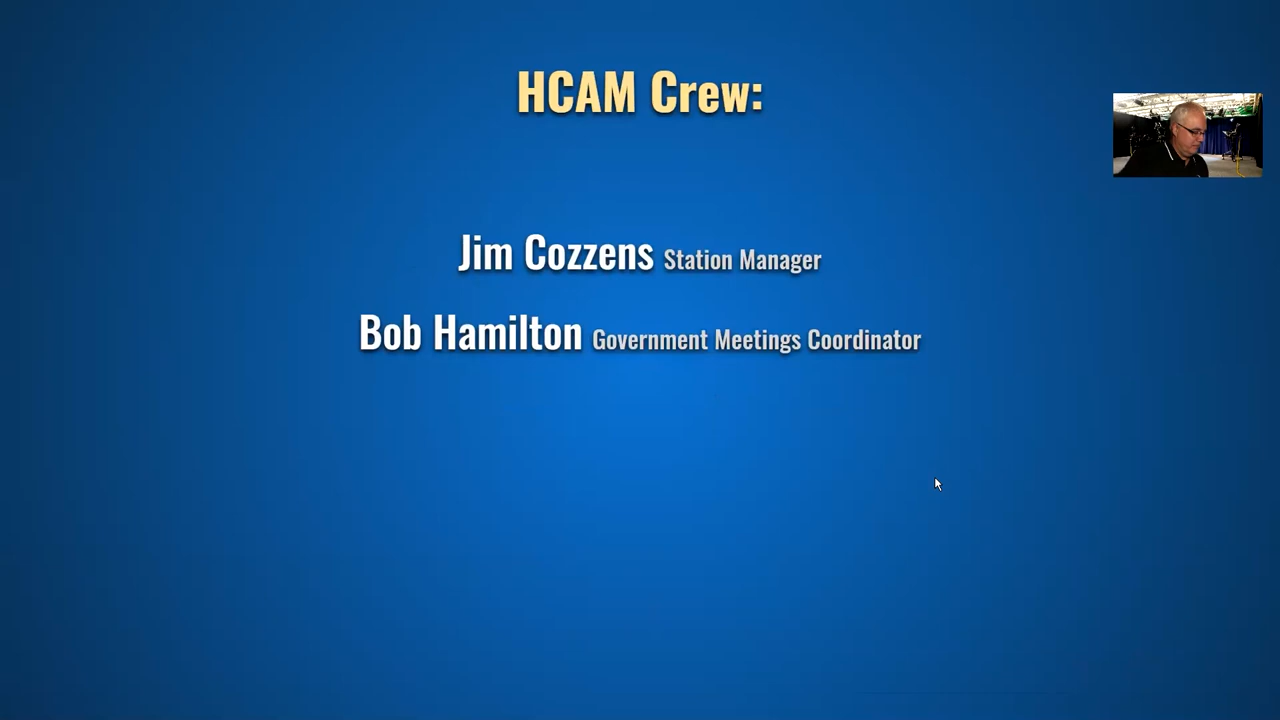 HCAM Crew:
Jim Cozzens Station Manager
Bob Hamilton Government Meetings Coordinator